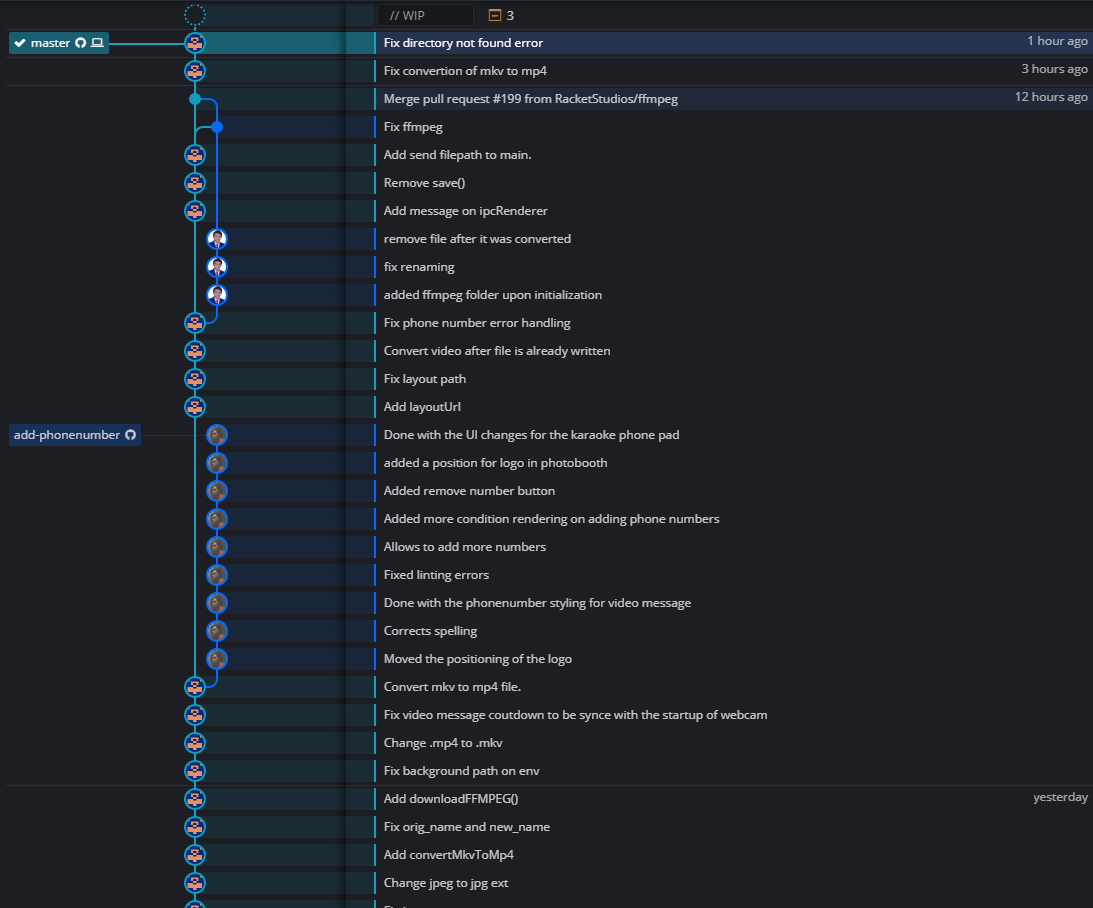 // WIP 3
master Fix directory not found error 1 hour ago
Fix convertion of mkv to mp4 3 hours ago
Merge pull request #199 from RacketStudios/ffmpeg 12 hours ago
Fix ffmpeg
Add send filepath to main.
Remove save()
Add message on ipcRenderer
remove file after it was converted
fix renaming
added ffmpeg folder upon initialization
Fix phone number error handling
Convert video after file is already written
Fix layout path
Add layoutUrl
add-phonenumber Done with the UI changes for the karaoke phone pad
added a position for logo in photobooth
Added remove number button
Added more condition rendering on adding phone numbers
Allows to add more numbers
Fixed linting errors
Done with the phonenumber styling for video message
Corrects spelling
Moved the positioning of the logo
Convert mkv to mp4 file.
Fix video message coutdown to be synce with the startup of webcam
Change .mp4 to .mkv
Fix background path on env
Add downloadFFMPEG() yesterday
Fix orig_name and new_name
Add convertMkvToMp4
Change jpeg to jpg ext